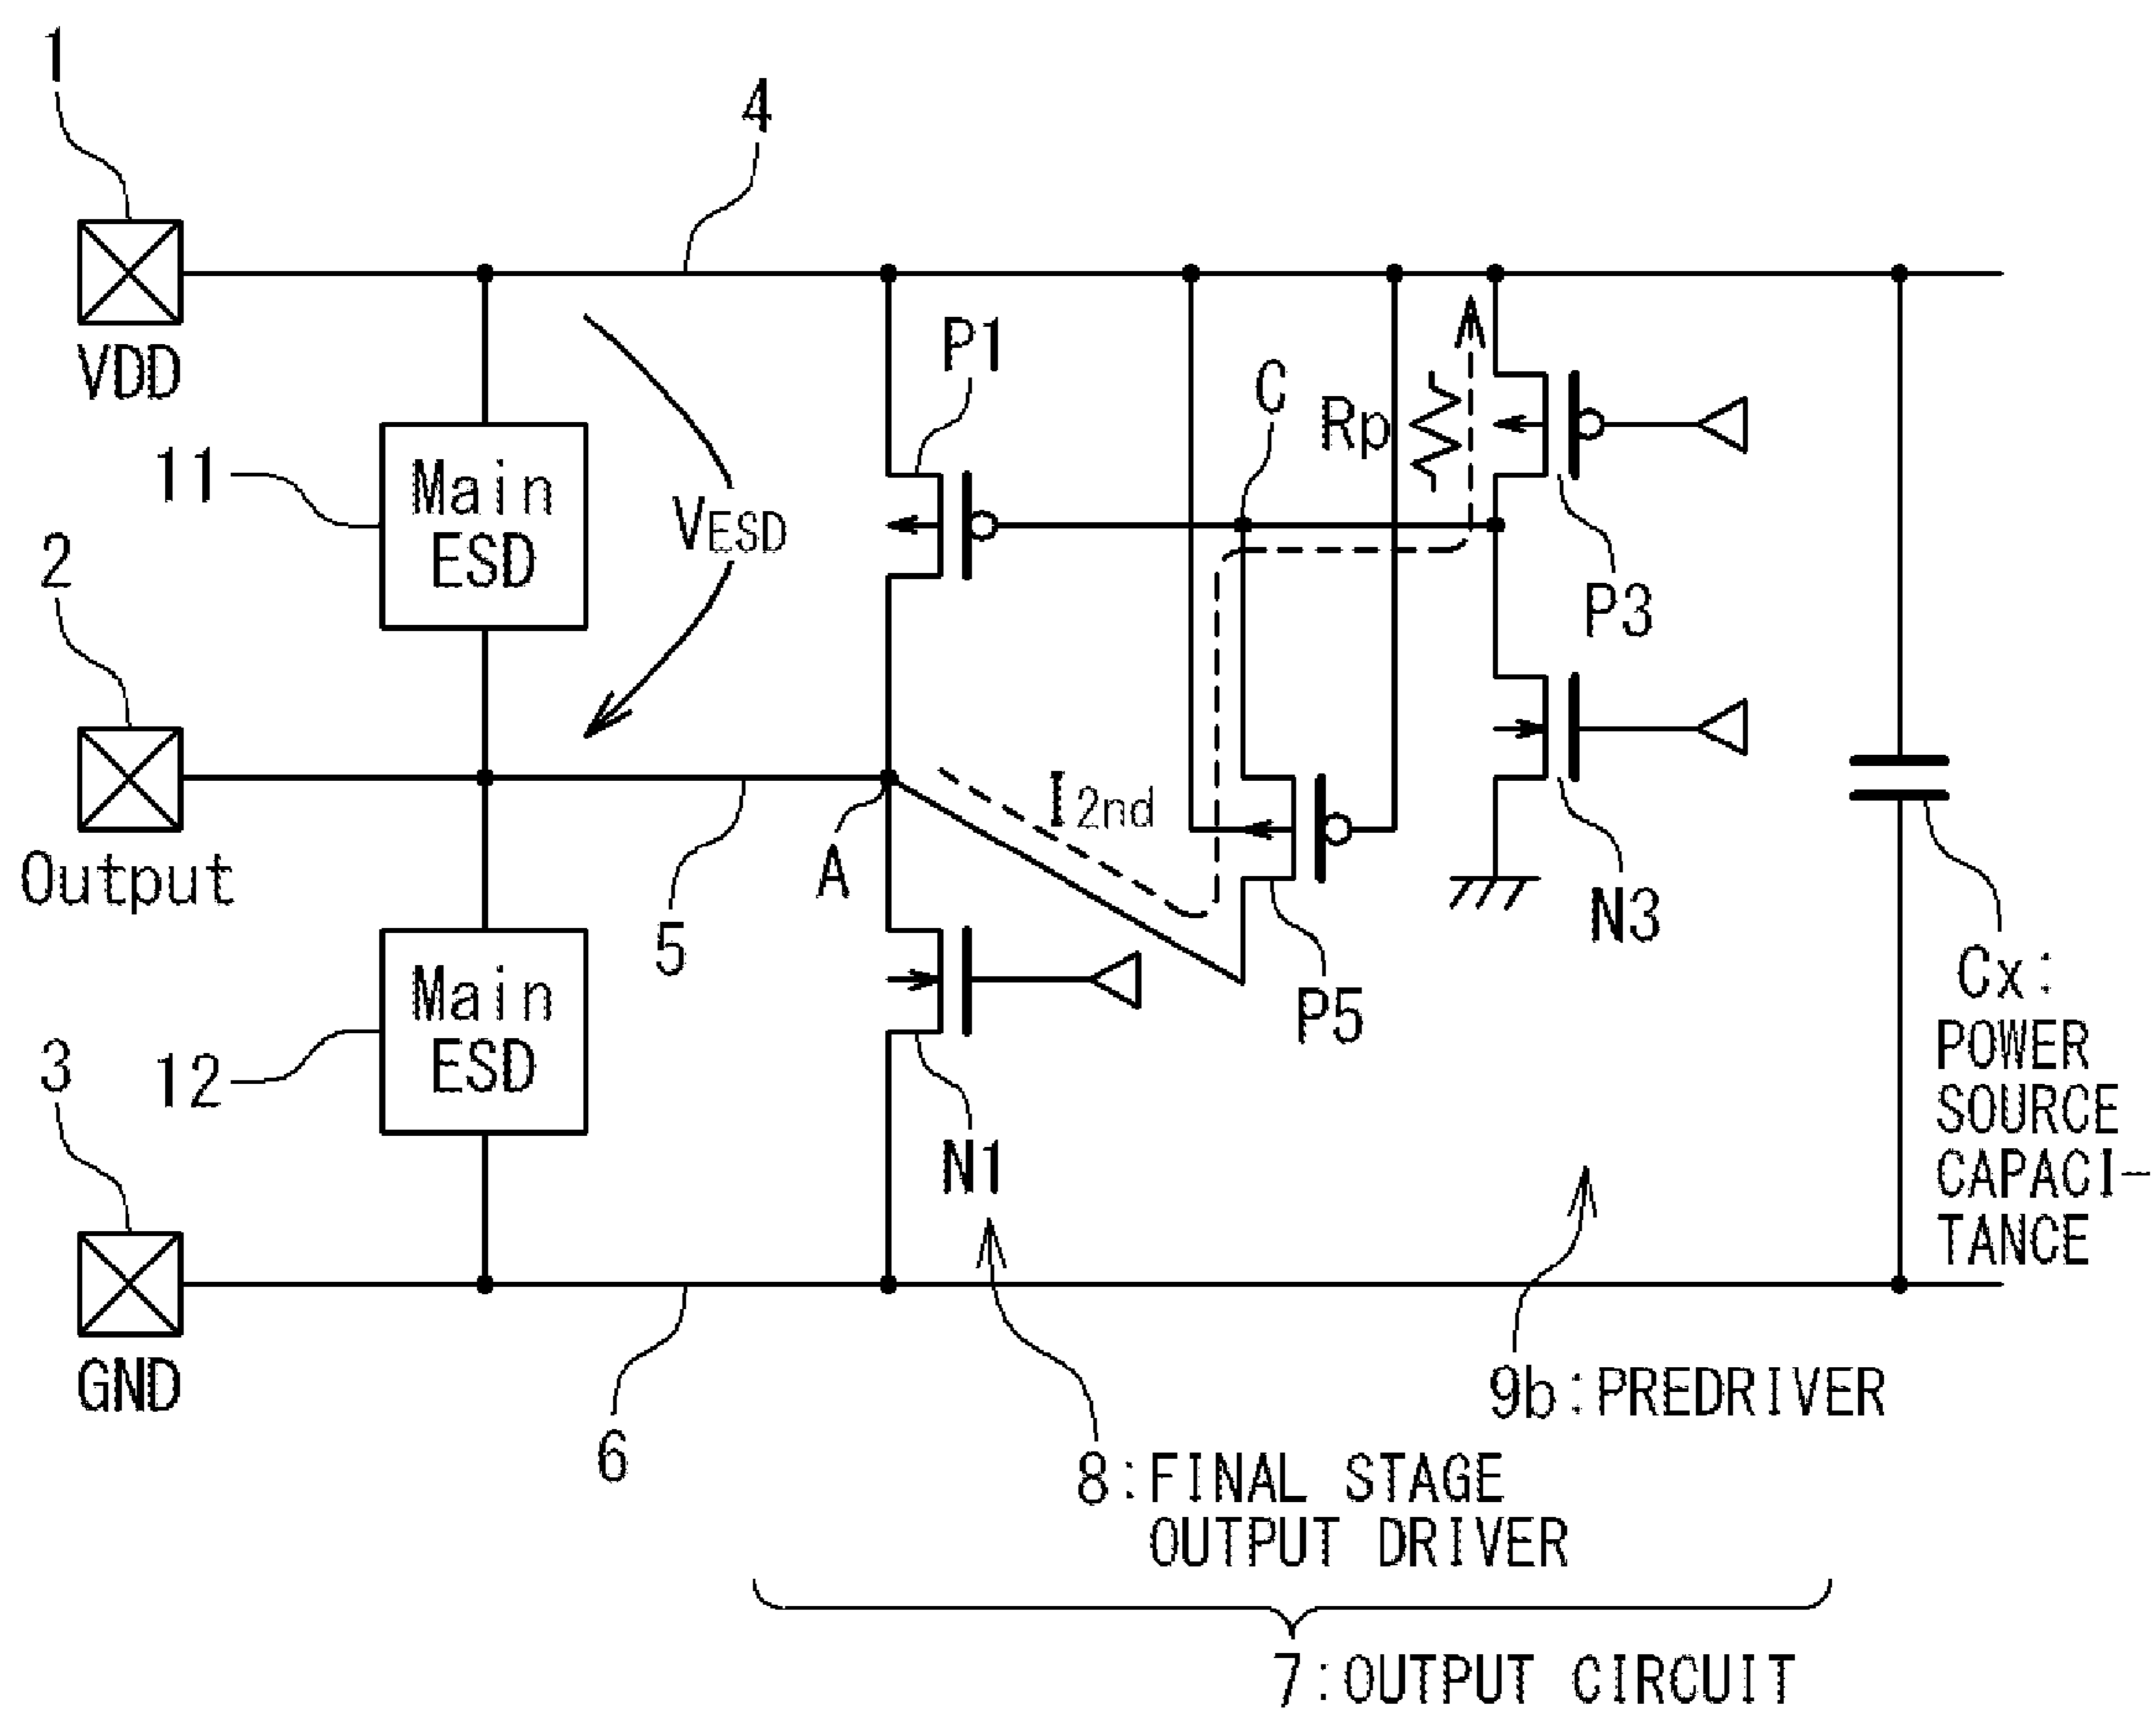 1
4
VDD
P1
C
Rp
11
Main
ESD
VESD
2
P3
Output
A
I2nd
5
N3
P5
12
Main
ESD
3
N1
Cx:
POWER
SOURCE
CAPACI-
TANCE
GND
6
9b:PREDRIVER
8:FINAL STAGE
OUTPUT DRIVER
7:OUTPUT CIRCUIT